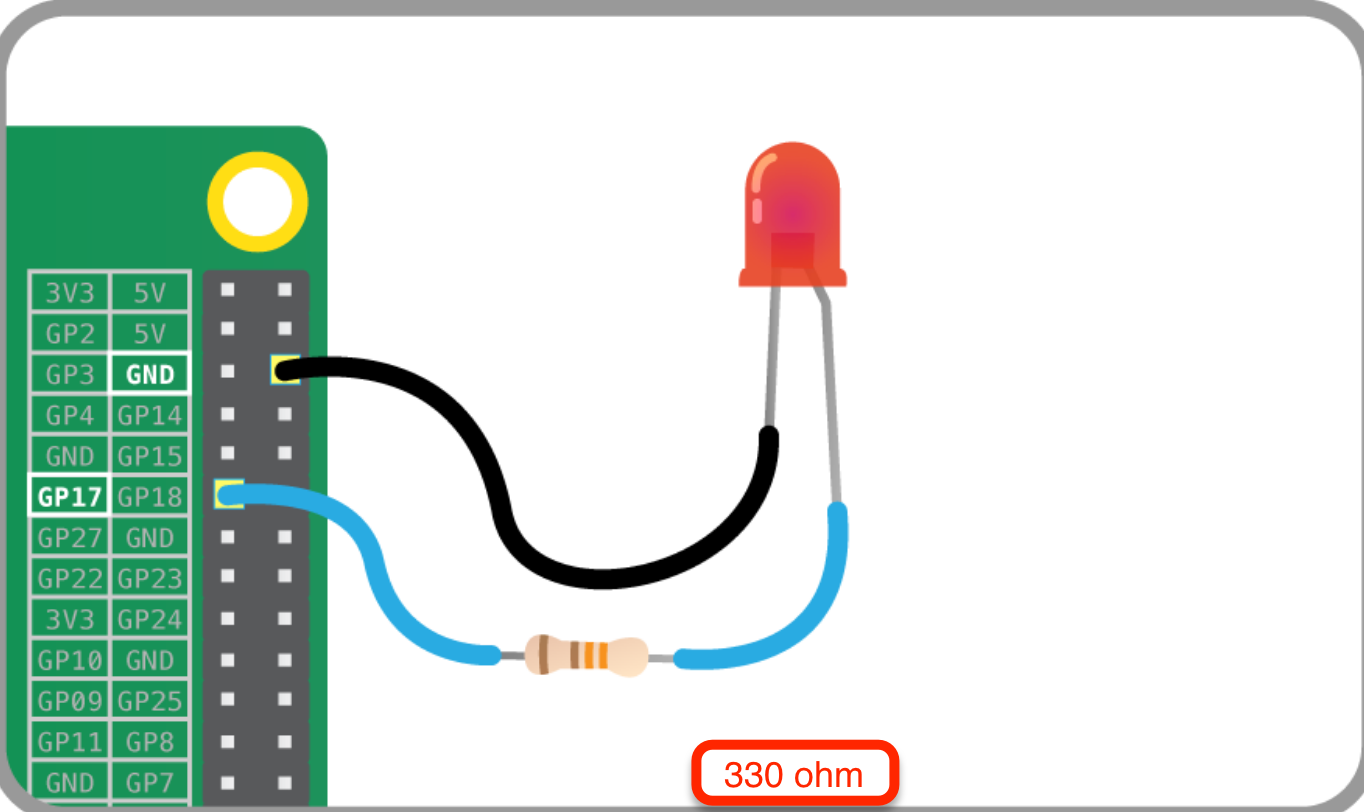 3V3 5V
GP2 5V
GP3 GND
GP4 GP14
GND GP15
GP17 GP18
GP27 GND
GP22 GP23
3V3 GP24
GP10 GND
GP09 GP25
GP11 GP8
GND GP7
330 ohm